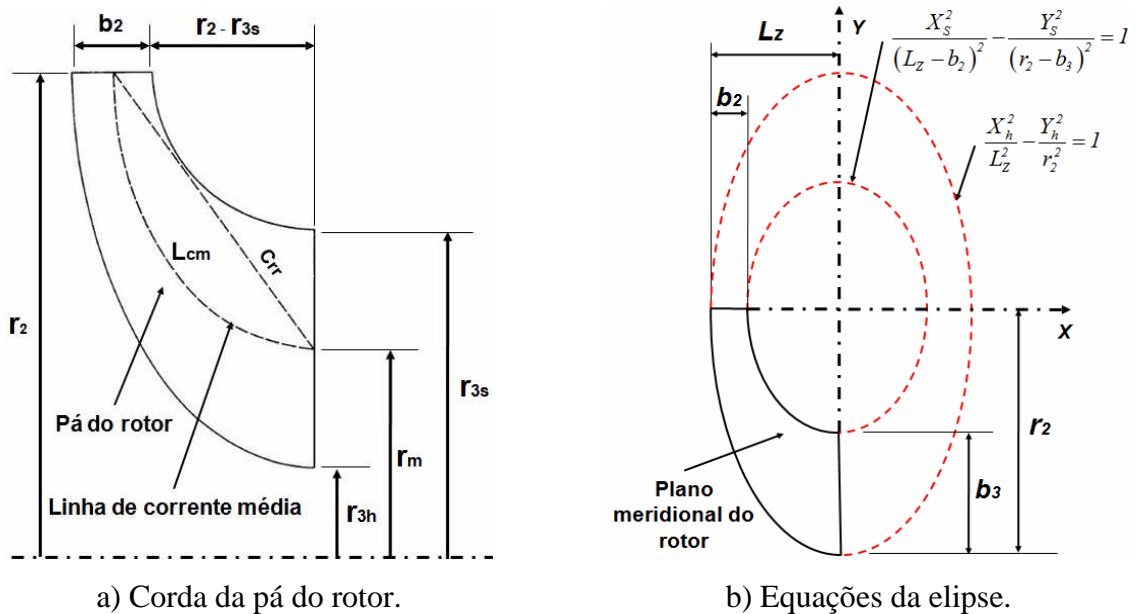 b₂
r₂ - r₃ₛ
r₂
Lcm
Crr
Pá do rotor
Linha de corrente média
rₘ
r₃ₛ
r₃ₕ
a) Corda da pá do rotor.
L_Z
Y
X_S^2/(L_Z − b_2)^2 − Y_S^2/(r_2 − b_3)^2 = 1
b₂
X_h^2/L_Z^2 − Y_h^2/r_2^2 = 1
X
r₂
b₃
Plano
meridional do
rotor
b) Equações da elipse.